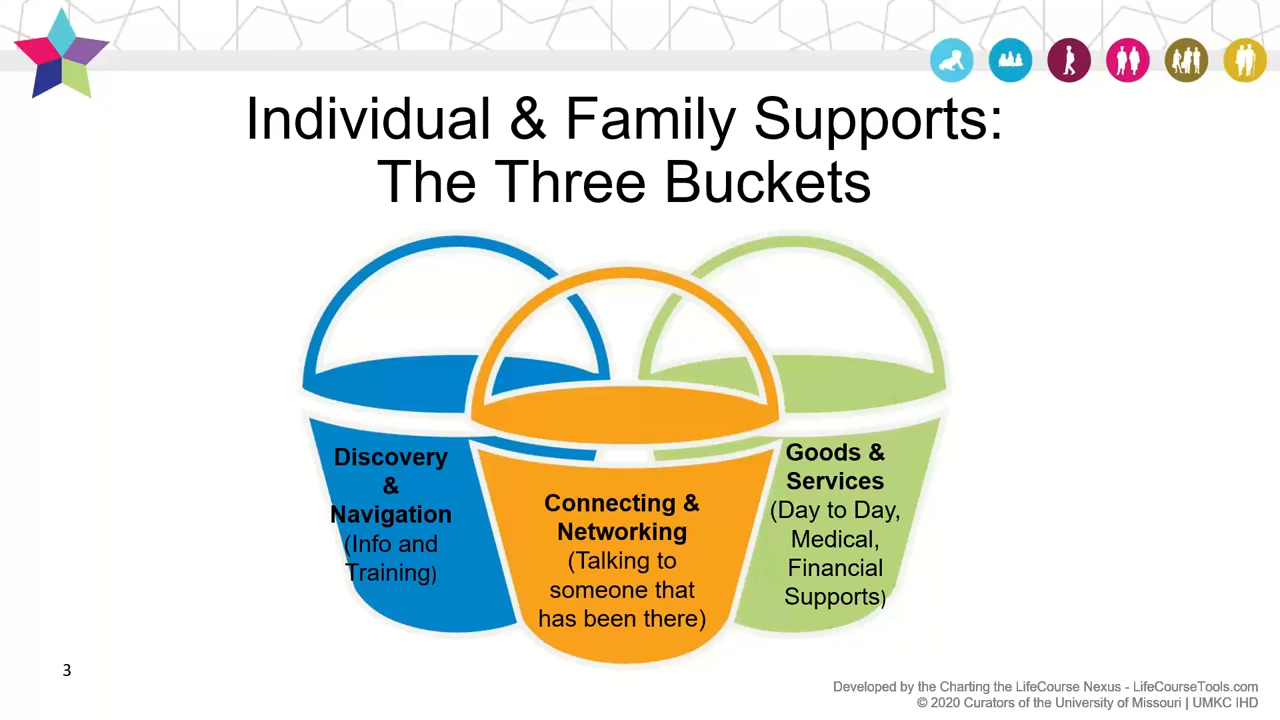 Individual & Family Supports:
The Three Buckets
Discovery
&
Navigation
(Info and
Training)
Connecting &
Networking
(Talking to
someone that
has been there)
Goods &
Services
(Day to Day,
Medical,
Financial
Supports)
3
Developed by the Charting the LifeCourse Nexus - LifeCourseTools.com
© 2020 Curators of the University of Missouri | UMKC IHD